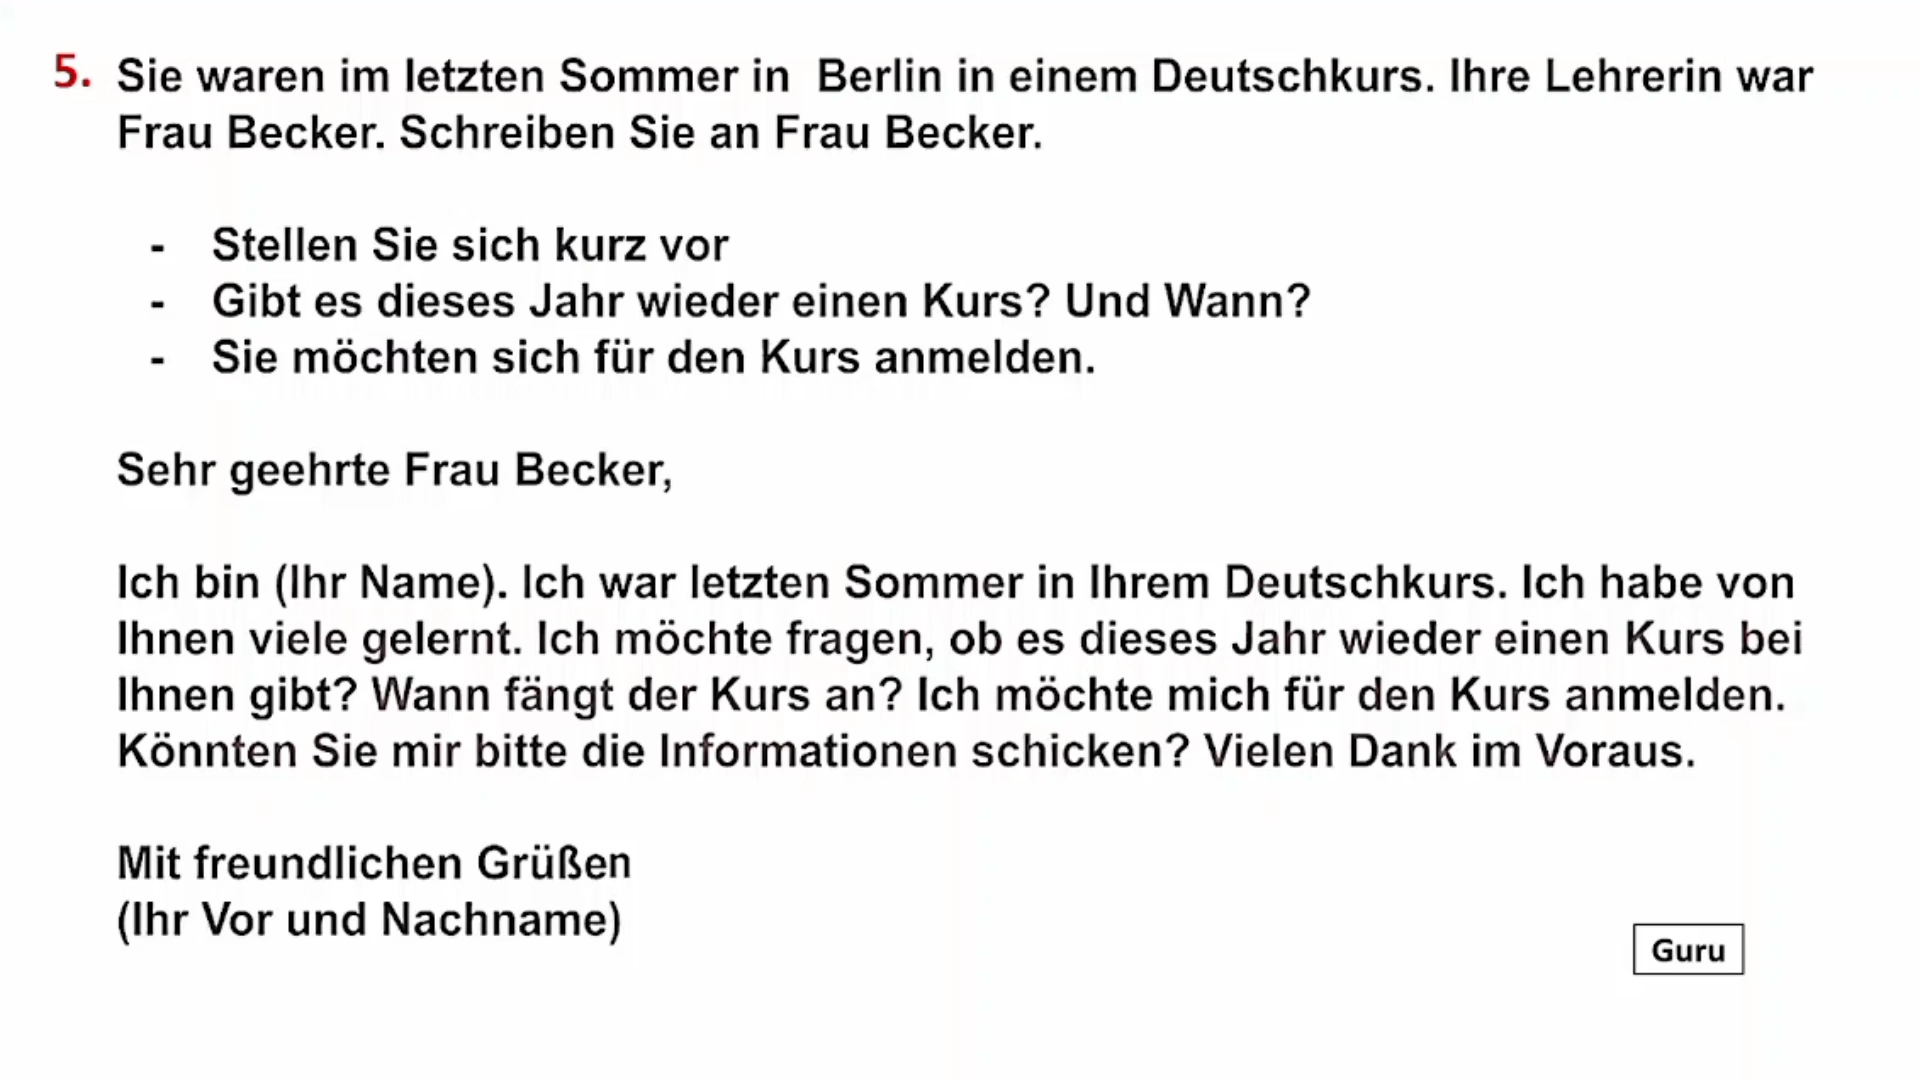 5. Sie waren im letzten Sommer in Berlin in einem Deutschkurs. Ihre Lehrerin war
Frau Becker. Schreiben Sie an Frau Becker.
- Stellen Sie sich kurz vor
- Gibt es dieses Jahr wieder einen Kurs? Und Wann?
- Sie möchten sich für den Kurs anmelden.
Sehr geehrte Frau Becker,
Ich bin (Ihr Name). Ich war letzten Sommer in Ihrem Deutschkurs. Ich habe von
Ihnen viele gelernt. Ich möchte fragen, ob es dieses Jahr wieder einen Kurs bei
Ihnen gibt? Wann fängt der Kurs an? Ich möchte mich für den Kurs anmelden.
Könnten Sie mir bitte die Informationen schicken? Vielen Dank im Voraus.
Mit freundlichen Grüßen
(Ihr Vor und Nachname)
Guru